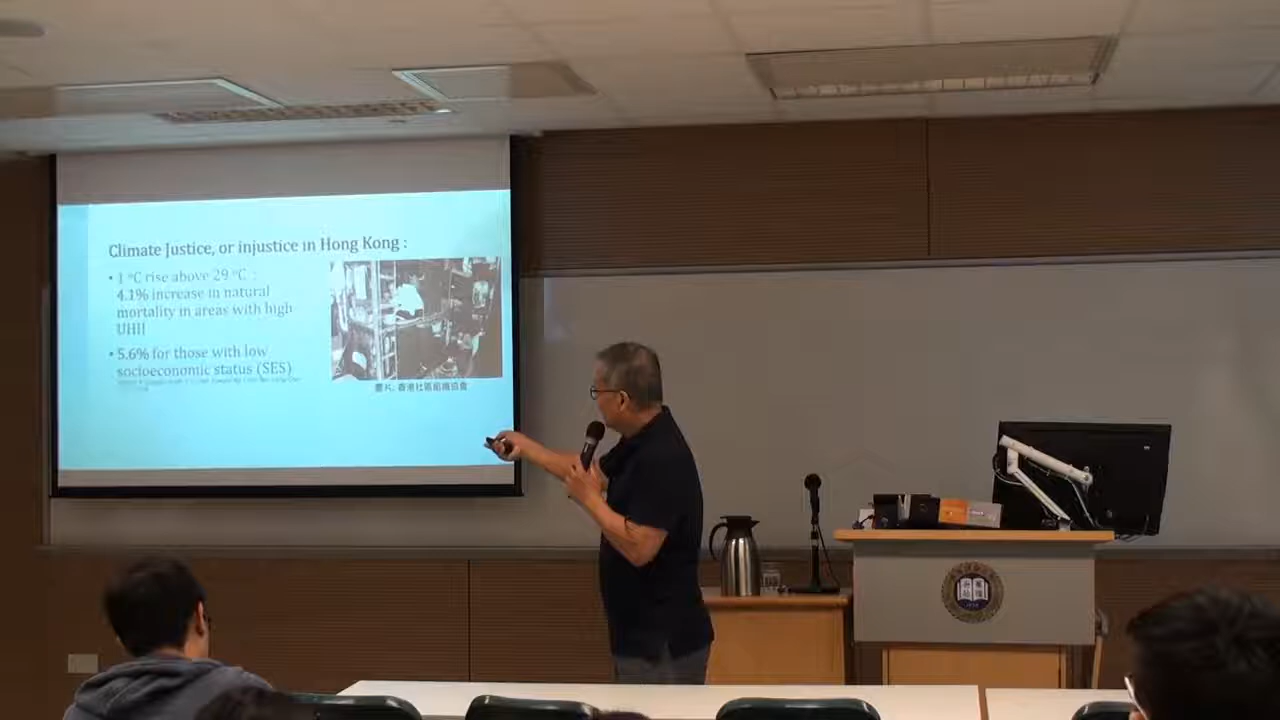 Climate Justice, or injustice in Hong Kong :
• 1 °C rise above 29 °C :
4.1% increase in natural
mortality in areas with high
UHII
• 5.6% for those with low
socioeconomic status (SES)
圖片: 香港社區組織協會